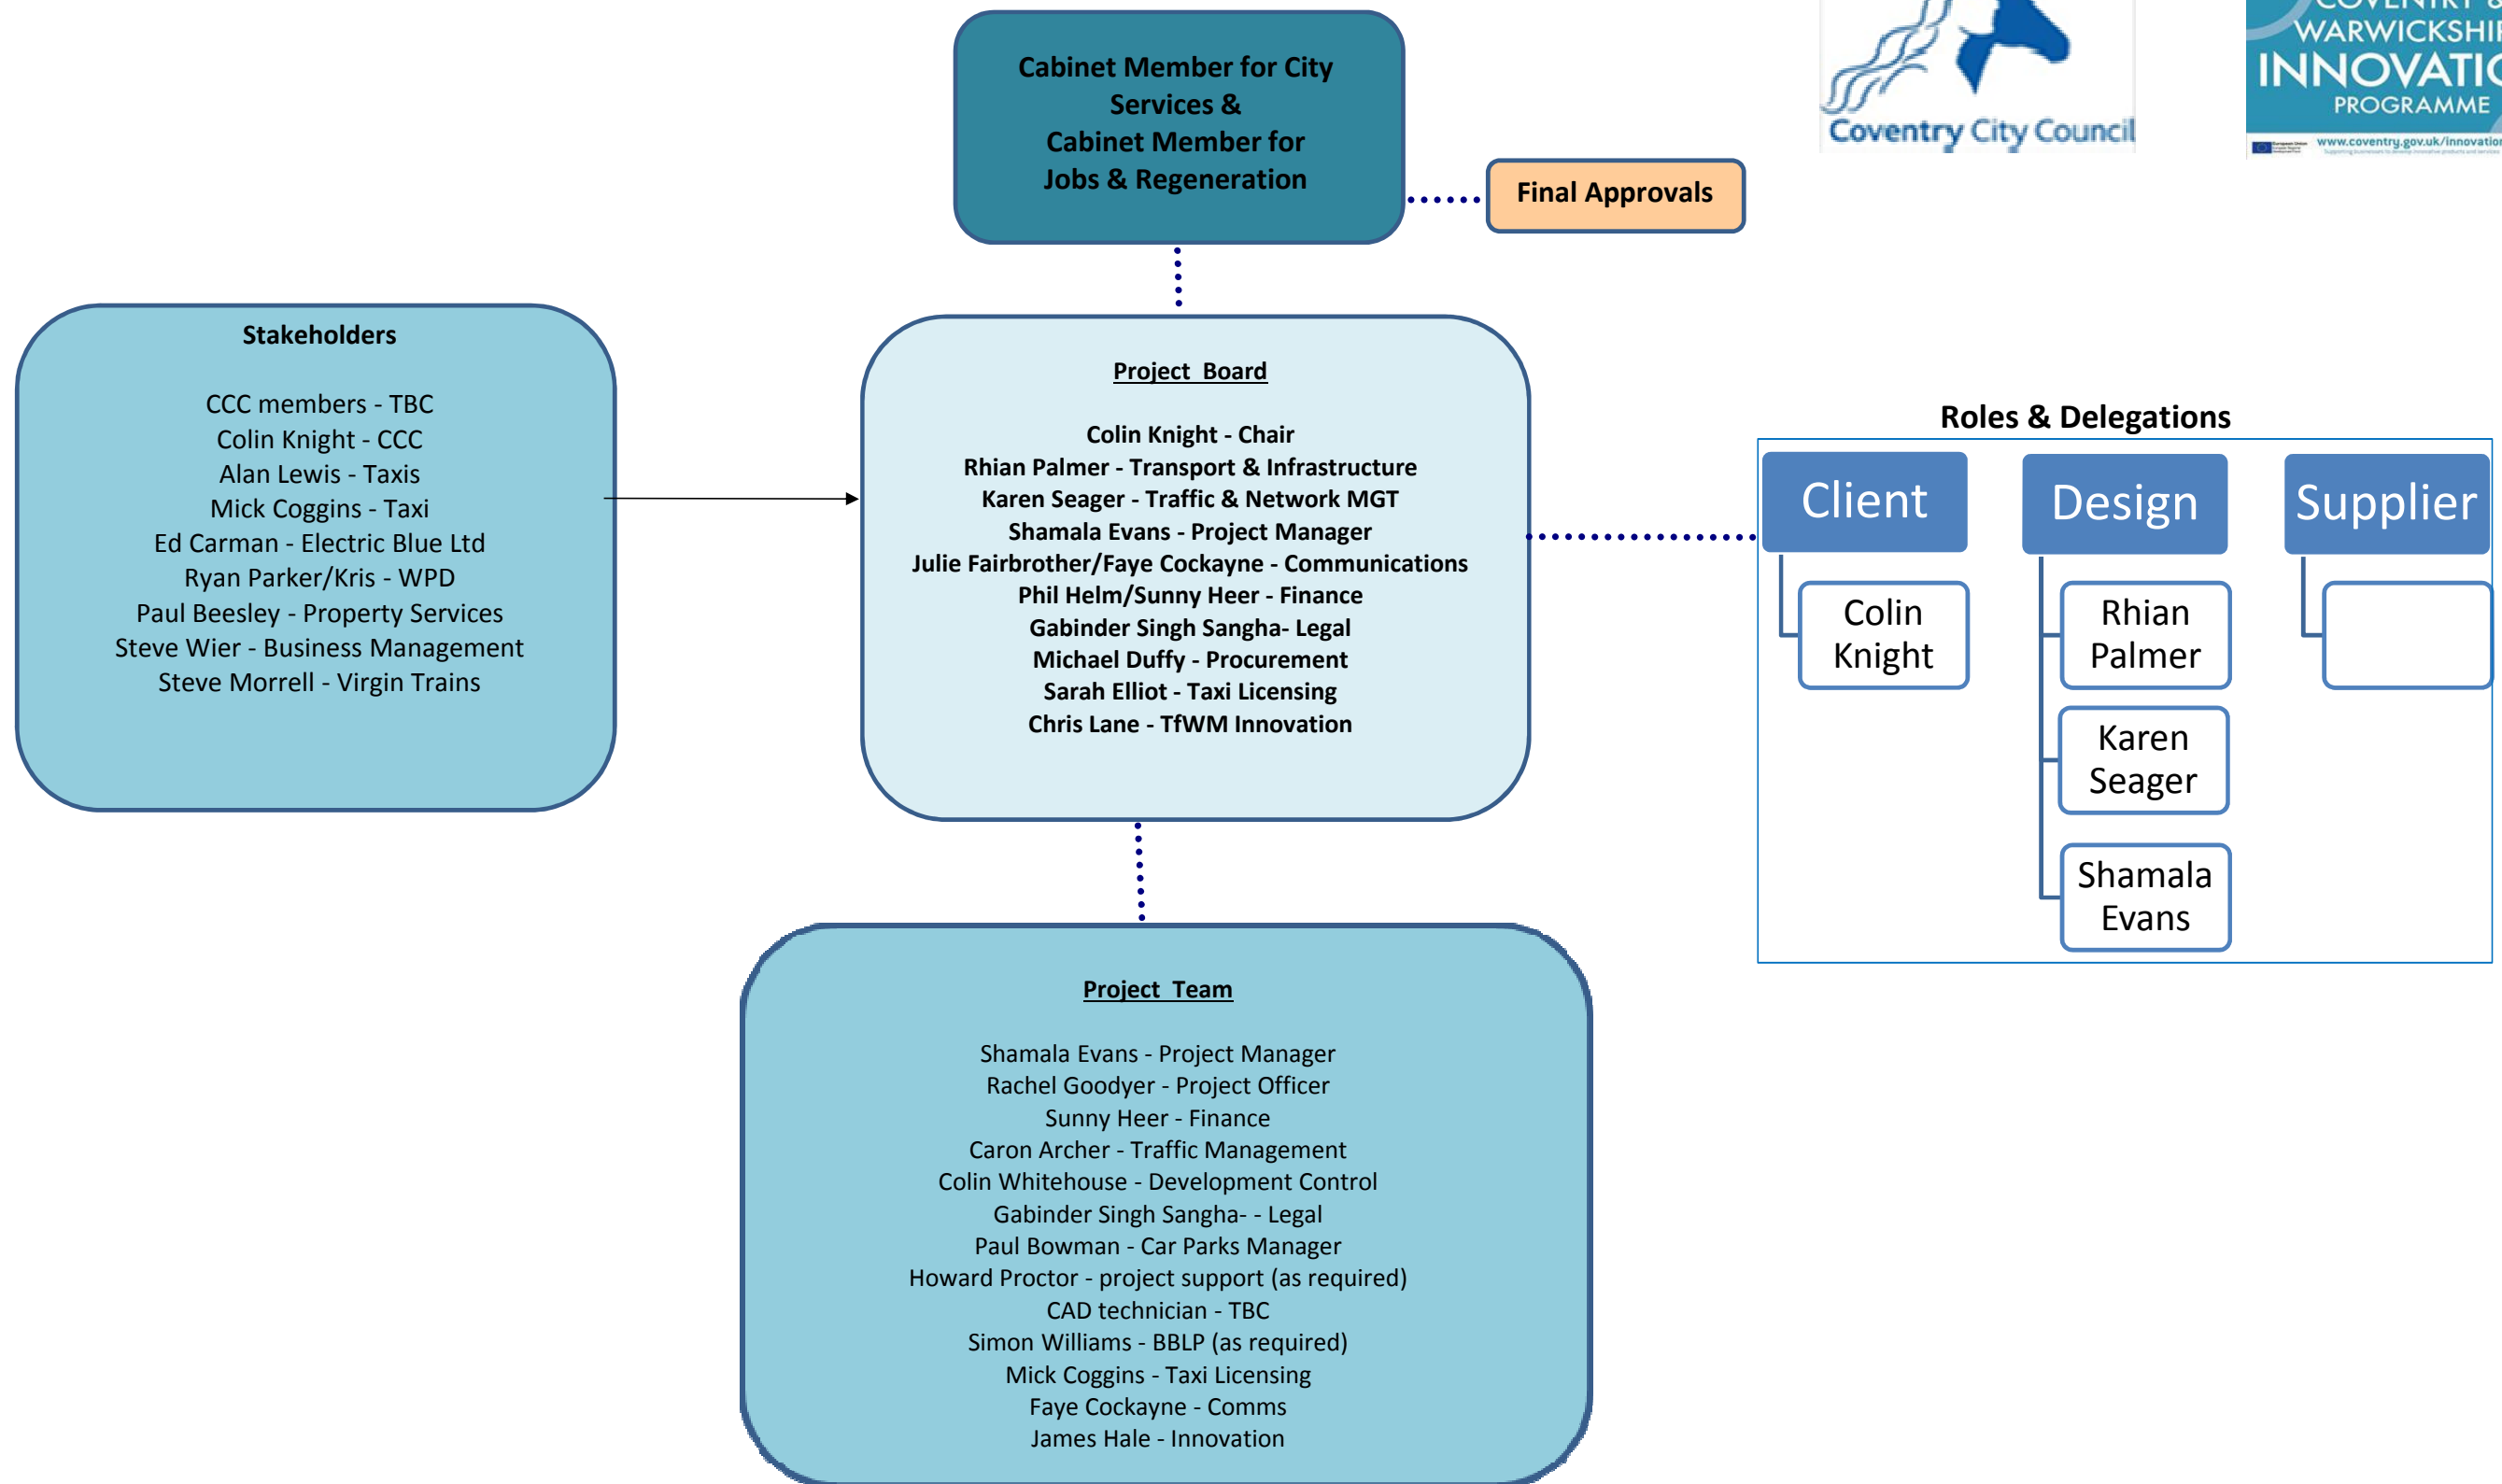 Cabinet Member for City
Services &
Cabinet Member for
Jobs & Regeneration
Final Approvals
Coventry City Council
COVENTRY &
WARWICKSHIR
INNOVATIO
PROGRAMME
European Union
www.coventry.gov.uk/innovation
Stakeholders
CCC members - TBC
Colin Knight - CCC
Alan Lewis - Taxis
Mick Coggins - Taxi
Ed Carman - Electric Blue Ltd
Ryan Parker/Kris - WPD
Paul Beesley - Property Services
Steve Wier - Business Management
Steve Morrell - Virgin Trains
Project Board
Colin Knight - Chair
Rhian Palmer - Transport & Infrastructure
Karen Seager - Traffic & Network MGT
Shamala Evans - Project Manager
Julie Fairbrother/Faye Cockayne - Communications
Phil Helm/Sunny Heer - Finance
Gabinder Singh Sangha- Legal
Michael Duffy - Procurement
Sarah Elliot - Taxi Licensing
Chris Lane - TfWM Innovation
Roles & Delegations
Client
Colin
Knight
Design
Rhian
Palmer
Karen
Seager
Shamala
Evans
Supplier
Project Team
Shamala Evans - Project Manager
Rachel Goodyer - Project Officer
Sunny Heer - Finance
Caron Archer - Traffic Management
Colin Whitehouse - Development Control
Gabinder Singh Sangha- - Legal
Paul Bowman - Car Parks Manager
Howard Proctor - project support (as required)
CAD technician - TBC
Simon Williams - BBLP (as required)
Mick Coggins - Taxi Licensing
Faye Cockayne - Comms
James Hale - Innovation